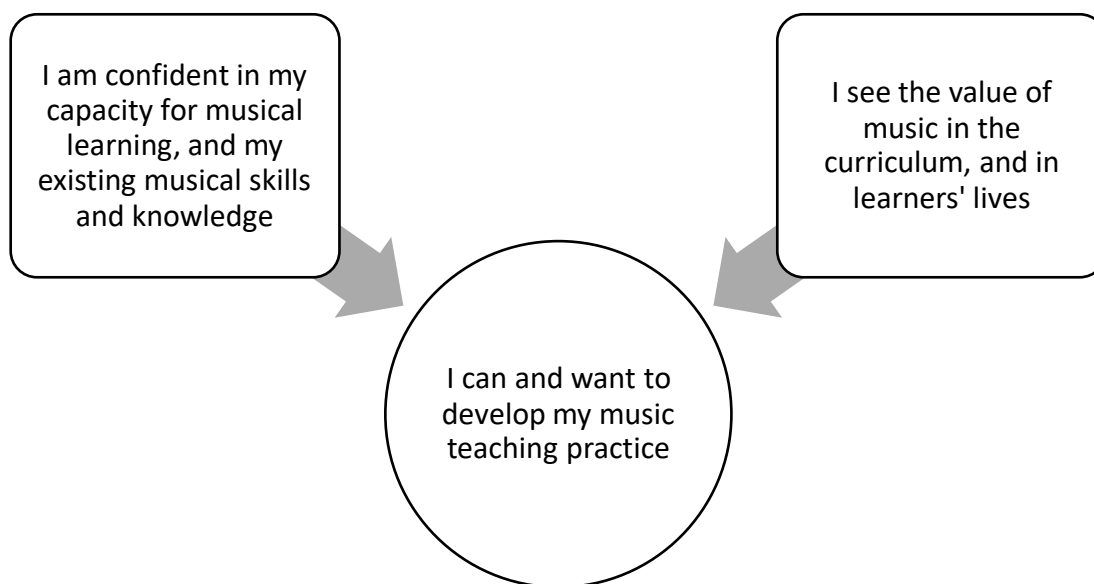 I am confident in my
capacity for musical
learning, and my
existing musical skills
and knowledge
I see the value of
music in the
curriculum, and in
learners' lives
I can and want to
develop my music
teaching practice